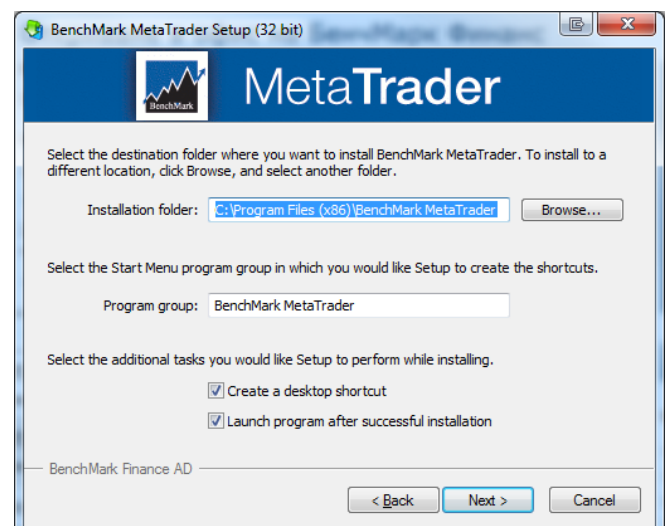 BenchMark MetaTrader Setup (32 bit)
BenchMark
MetaTrader
Select the destination folder where you want to install BenchMark MetaTrader. To install to a
different location, click Browse, and select another folder.
Installation folder: C:\Program Files (x86)\BenchMark MetaTrader Browse...
Select the Start Menu program group in which you would like Setup to create the shortcuts.
Program group: BenchMark MetaTrader
Select the additional tasks you would like Setup to perform while installing.
Create a desktop shortcut
Launch program after successful installation
BenchMark Finance AD
< Back Next > Cancel